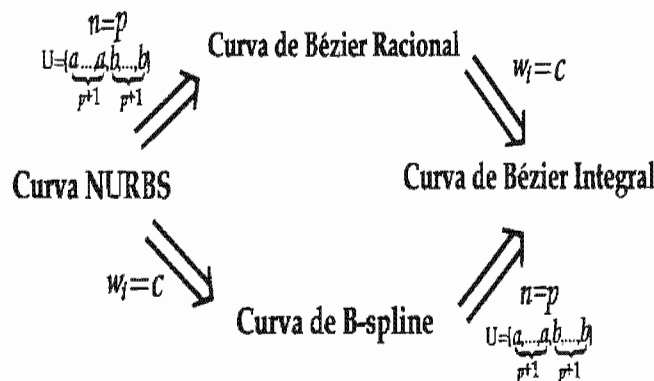 n=p
U={a,...,a,b,...,b}
p+1 p+1
Curva de Bézier Racional
w_i=c
Curva NURBS
Curva de Bézier Integral
w_i=c
Curva de B-spline
n=p
U={a,...,a,b,...,b}
p+1 p+1